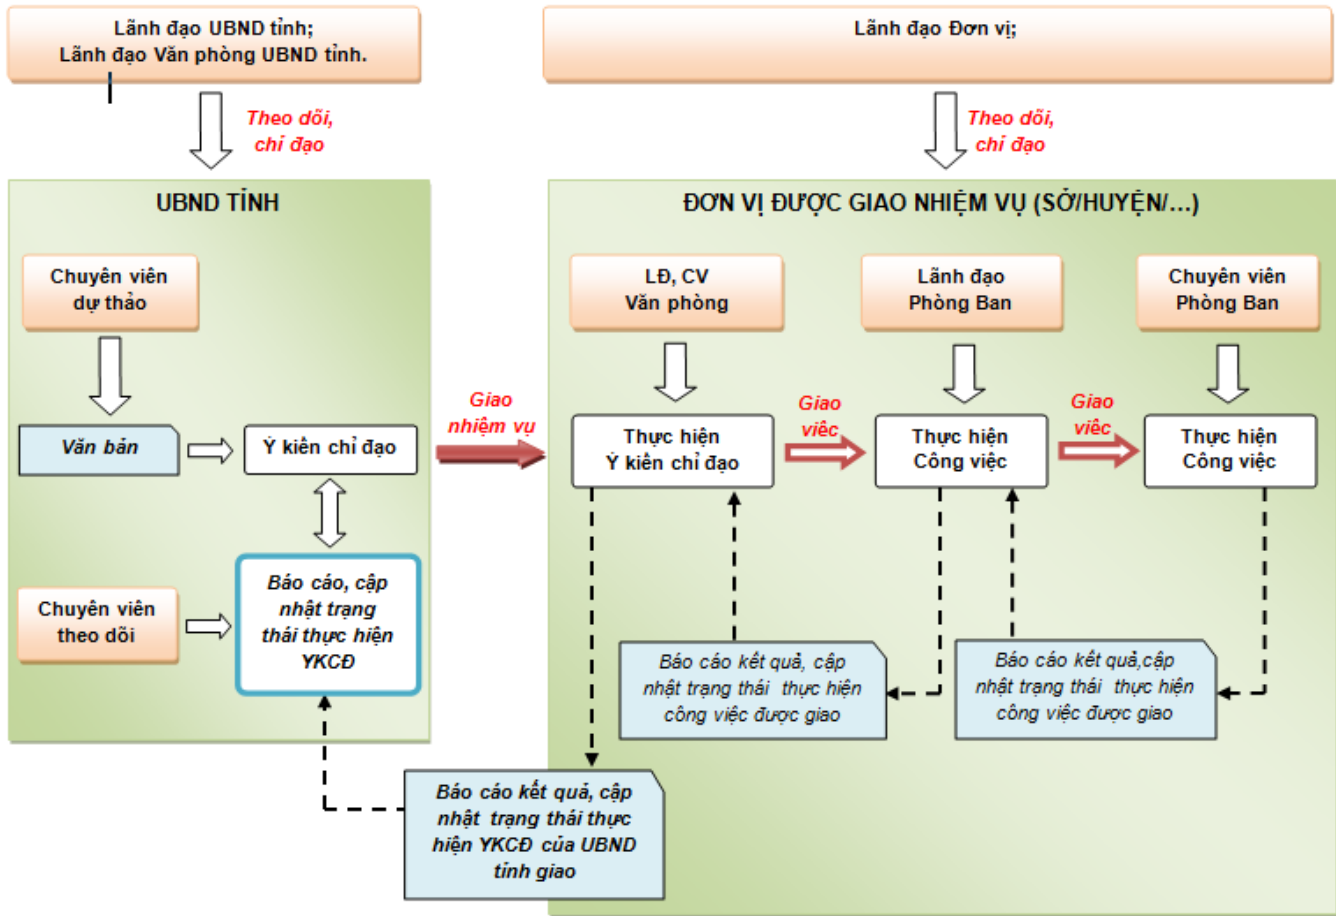 Lãnh đạo UBND tỉnh;
Lãnh đạo Văn phòng UBND tỉnh.
Lãnh đạo Đơn vị;
Theo dõi,
chỉ đạo
Theo dõi,
chỉ đạo
UBND TỈNH
ĐƠN VỊ ĐƯỢC GIAO NHIỆM VỤ (SỞ/HUYỆN/...)
Chuyên viên
dự thảo
LĐ, CV
Văn phòng
Lãnh đạo
Phòng Ban
Chuyên viên
Phòng Ban
Văn bản
Ý kiến chỉ đạo
Giao
nhiệm vụ
Thực hiện
Ý kiến chỉ đạo
Giao
viêc
Thực hiện
Công việc
Giao
viêc
Thực hiện
Công việc
Chuyên viên
theo dõi
Báo cáo, cập
nhật trạng
thái thực hiện
YKCĐ
Báo cáo kết quả, cập
nhật trạng thái thực hiện
công việc được giao
Báo cáo kết quả,cập
nhật trạng thái thực hiện
công việc được giao
Báo cáo kết quả, cập
nhật trạng thái thực
hiện YKCĐ của UBND
tỉnh giao